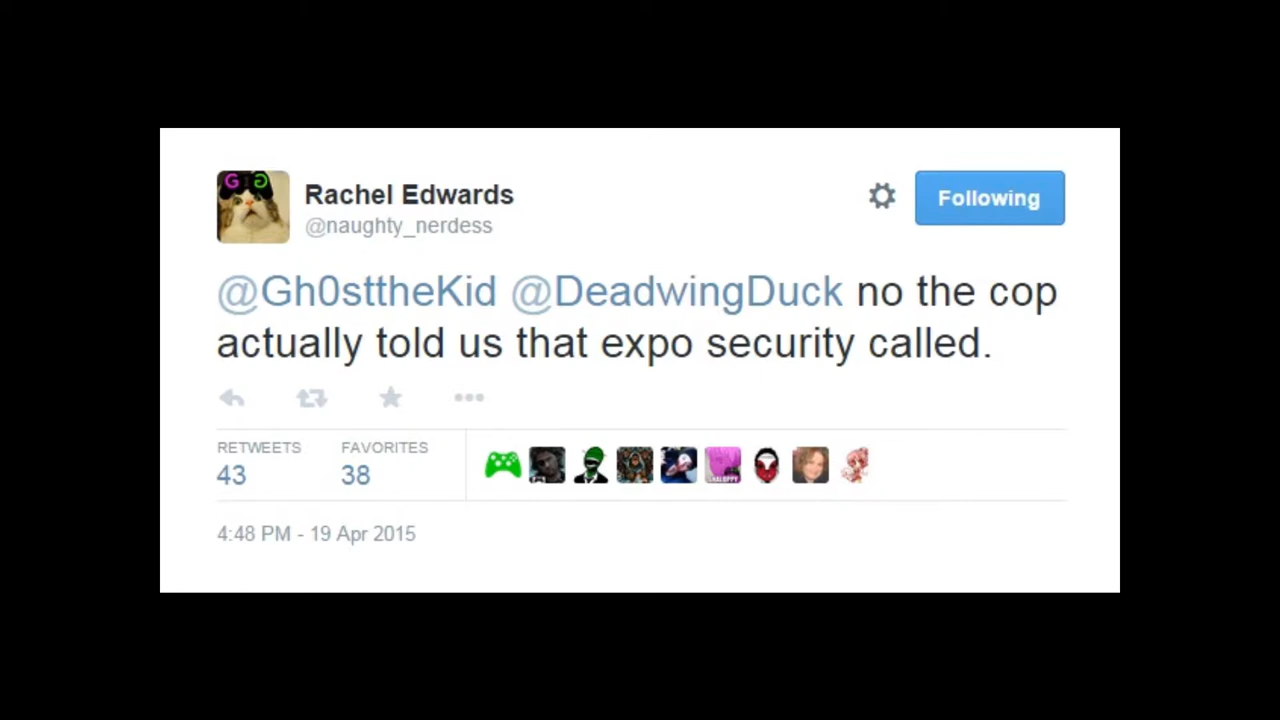 Rachel Edwards
@naughty_nerdess
Following
@Gh0sttheKid @DeadwingDuck no the cop
actually told us that expo security called.
RETWEETS FAVORITES
43 38
4:48 PM - 19 Apr 2015